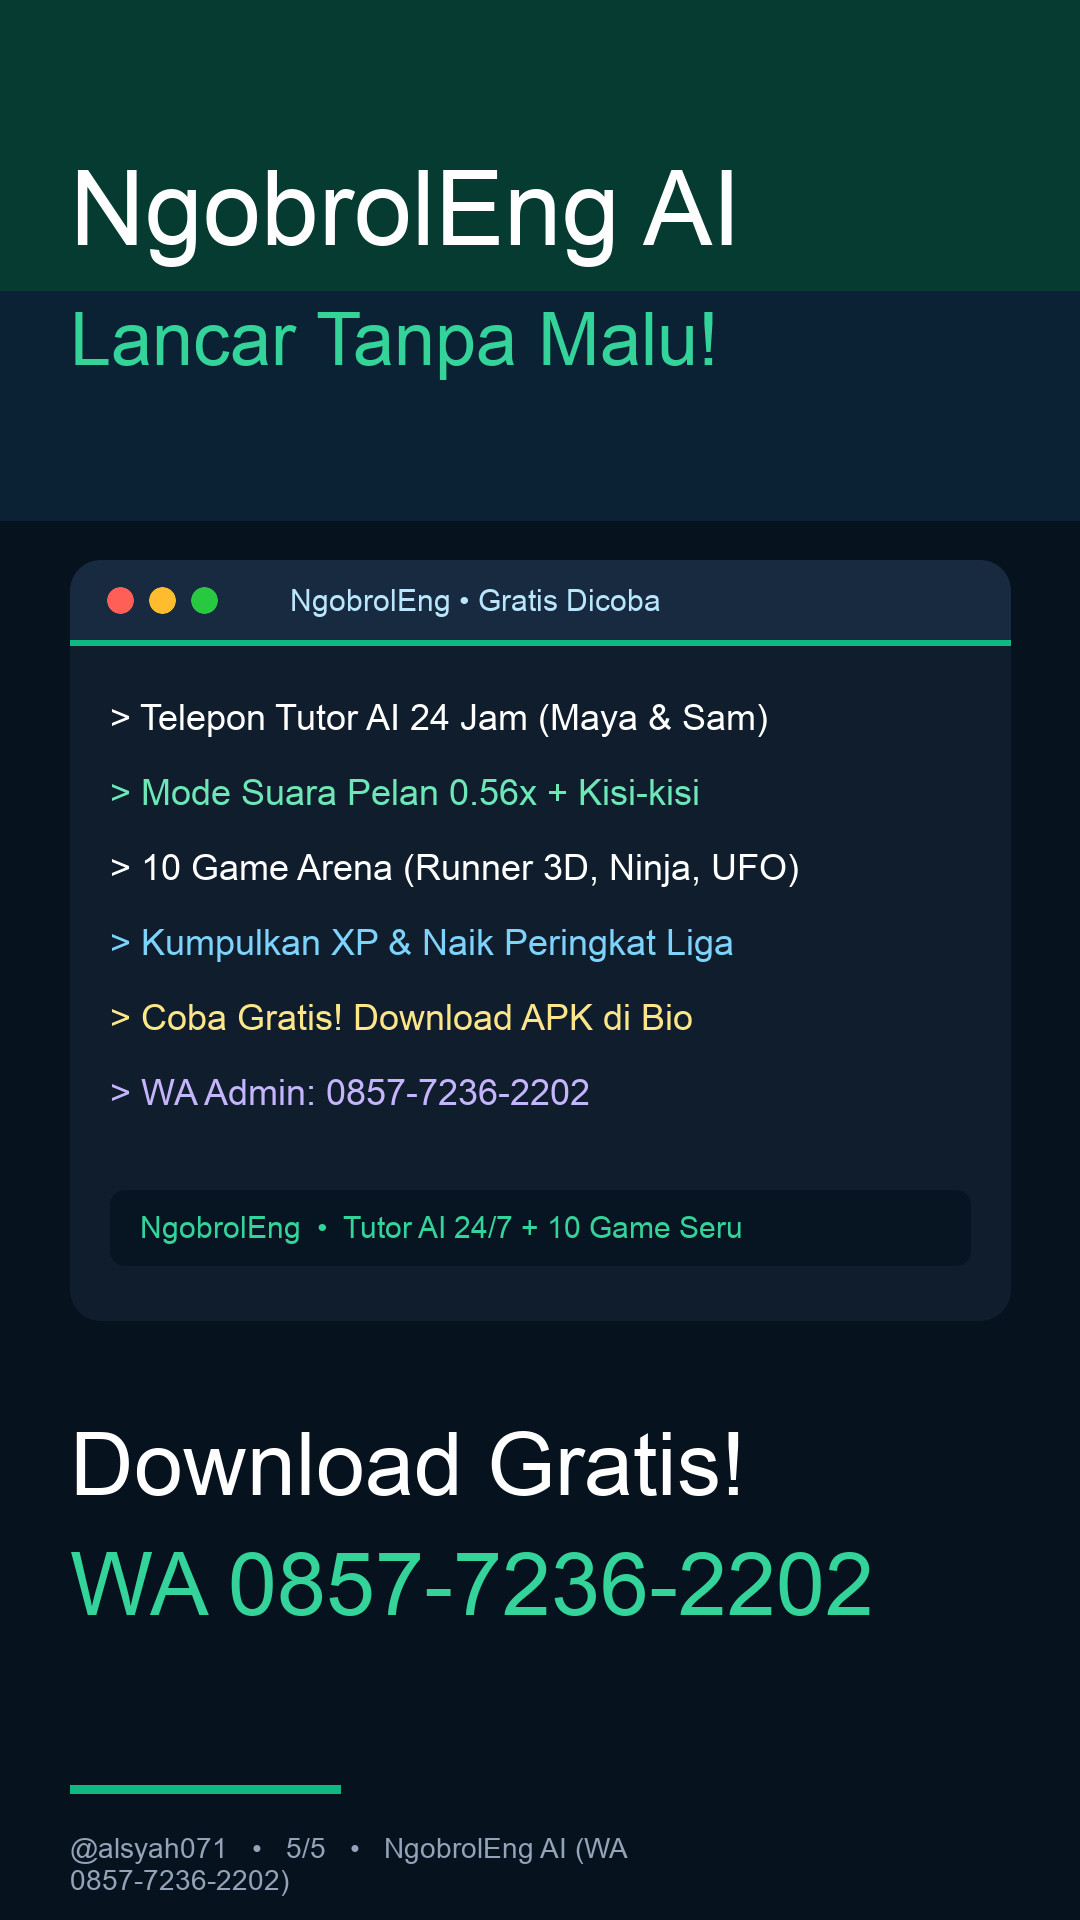 NgobrolEng AI
Lancar Tanpa Malu!
NgobrolEng • Gratis Dicoba
> Telepon Tutor AI 24 Jam (Maya & Sam)
> Mode Suara Pelan 0.56x + Kisi-kisi
> 10 Game Arena (Runner 3D, Ninja, UFO)
> Kumpulkan XP & Naik Peringkat Liga
> Coba Gratis! Download APK di Bio
> WA Admin: 0857-7236-2202
NgobrolEng • Tutor AI 24/7 + 10 Game Seru
Download Gratis!
WA 0857-7236-2202
@alsyah071 • 5/5 • NgobrolEng AI (WA
0857-7236-2202)